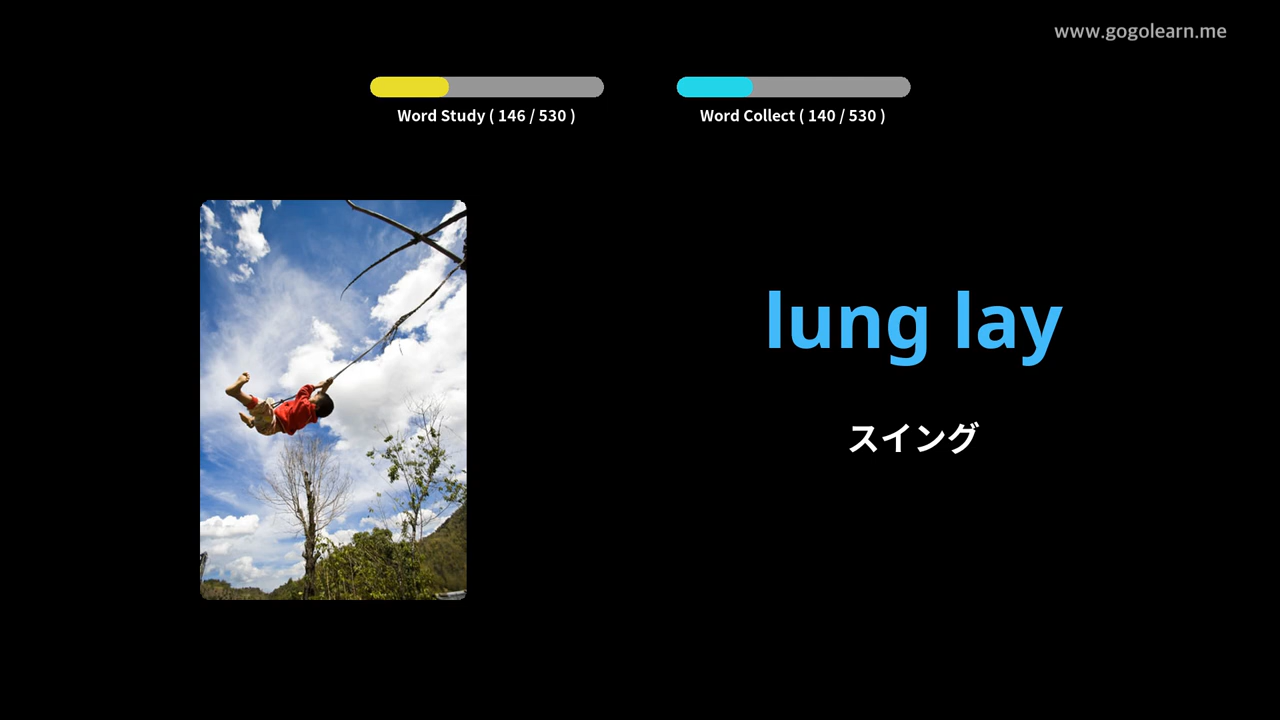 www.gogolearn.me
Word Study ( 146 / 530 )
Word Collect ( 140 / 530 )
lung lay
スイング